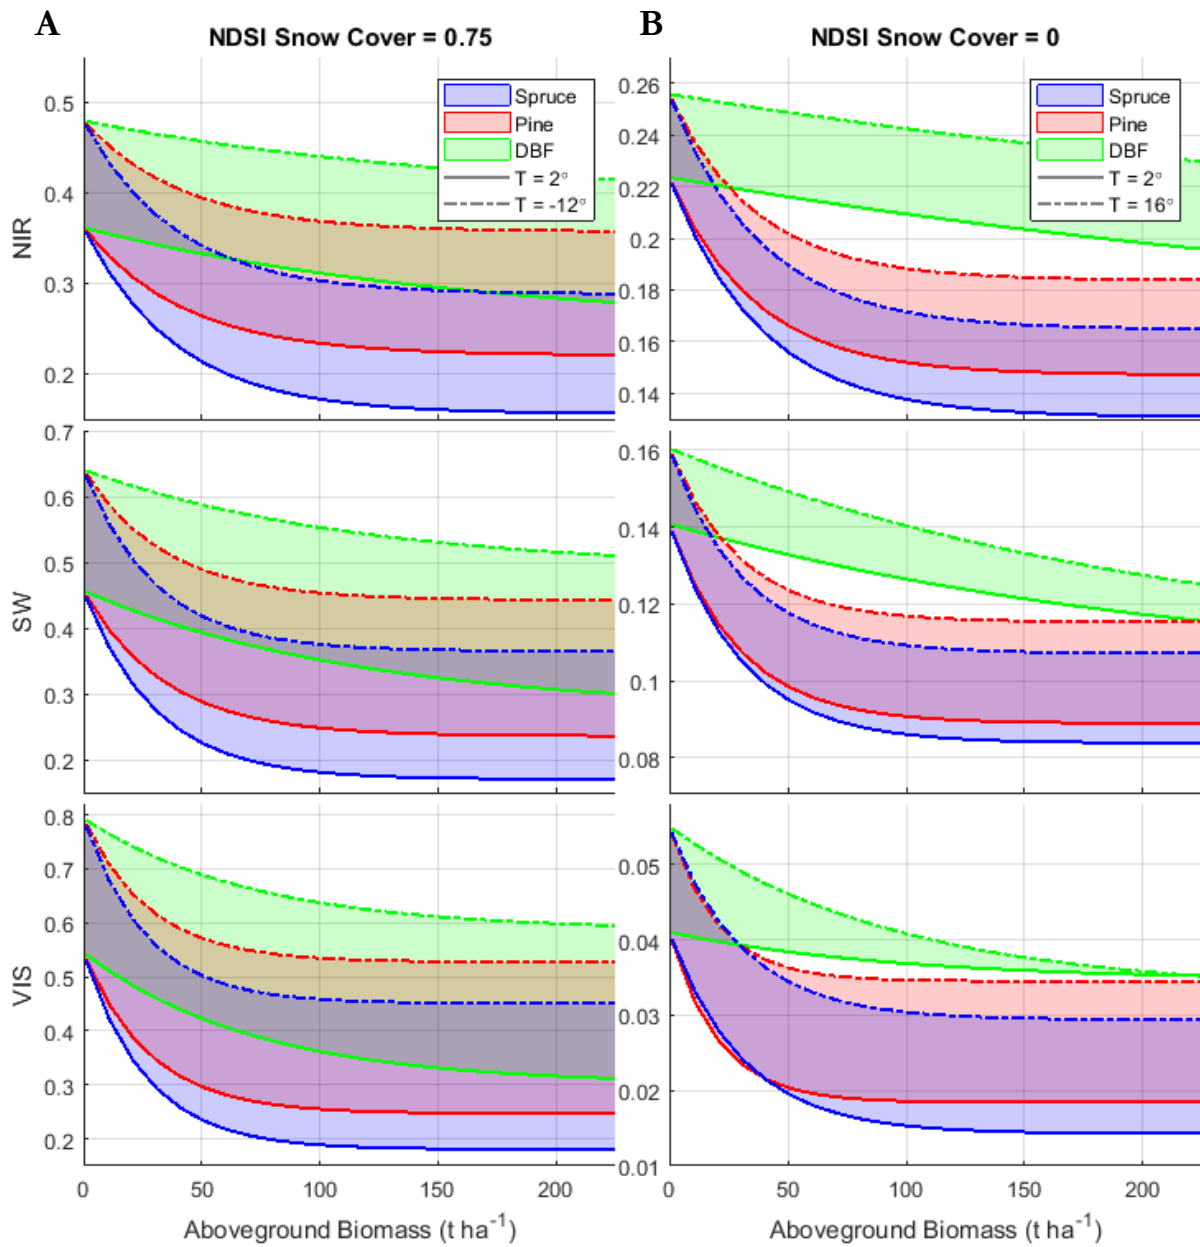 A
B
NDSI Snow Cover = 0.75
NDSI Snow Cover = 0
NIR
0.5
0.4
0.3
0.2
Spruce
Pine
DBF
T = 2°
T = -12°
0.26
0.24
0.22
0.2
0.18
0.16
0.14
Spruce
Pine
DBF
T = 2°
T = 16°
SW
0.7
0.6
0.5
0.4
0.3
0.2
0.16
0.14
0.12
0.1
0.08
VIS
0.8
0.7
0.6
0.5
0.4
0.3
0.2
0.05
0.04
0.03
0.02
0.01
0 50 100 150 200
0 50 100 150 200
Aboveground Biomass (t ha⁻¹)
Aboveground Biomass (t ha⁻¹)